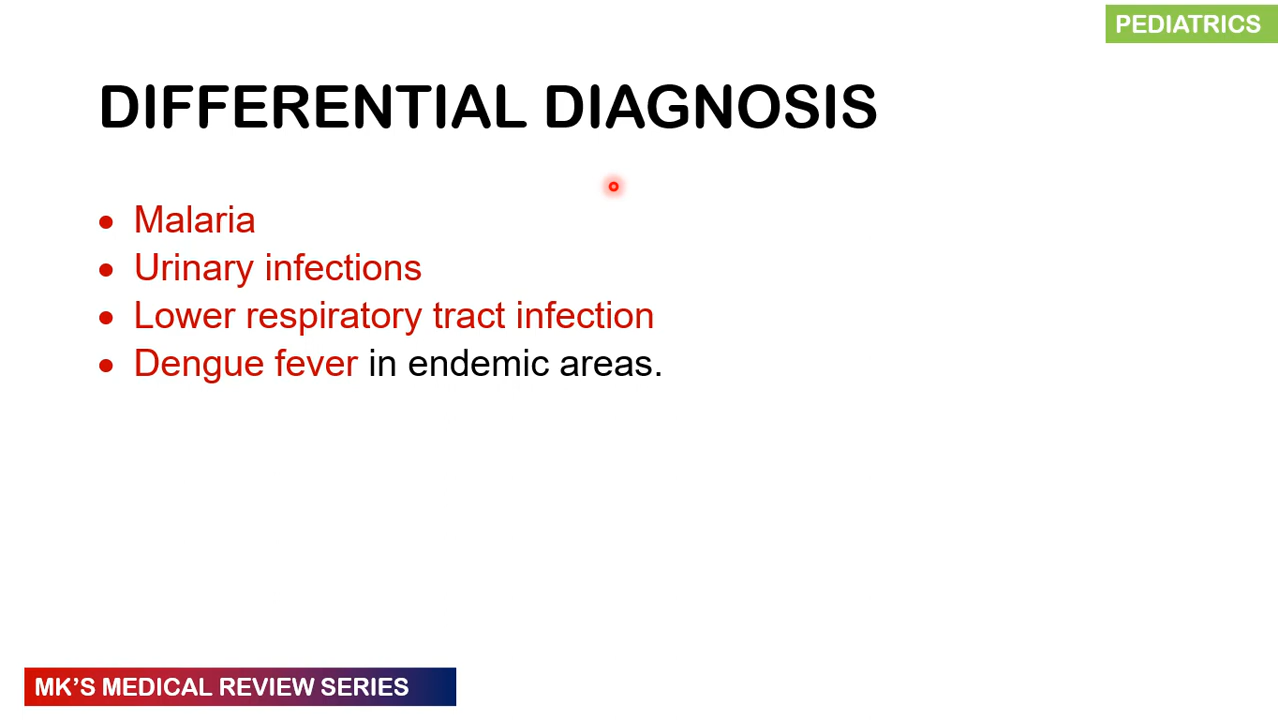 PEDIATRICS
DIFFERENTIAL DIAGNOSIS
• Malaria
• Urinary infections
• Lower respiratory tract infection
• Dengue fever in endemic areas.
MK’S MEDICAL REVIEW SERIES